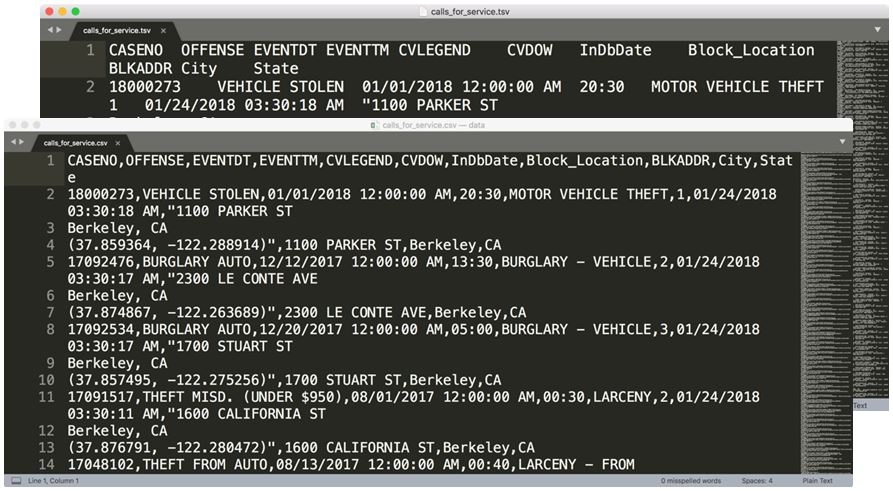 calls_for_service.tsv
calls_for_service.tsv ×
1 CASENO OFFENSE EVENTDT EVENTTM CVLEGEND CVDOW InDbDate Block_Location
BLKADDR City State
2 18000273 VEHICLE STOLEN 01/01/2018 12:00:00 AM 20:30 MOTOR VEHICLE THEFT
1 01/24/2018 03:30:18 AM "1100 PARKER ST
calls_for_service.csv — data
calls_for_service.csv ×
1 CASENO,OFFENSE,EVENTDT,EVENTTM,CVLEGEND,CVDOW,InDbDate,Block_Location,BLKADDR,City,Stat
e
2 18000273,VEHICLE STOLEN,01/01/2018 12:00:00 AM,20:30,MOTOR VEHICLE THEFT,1,01/24/2018
03:30:18 AM,"1100 PARKER ST
3 Berkeley, CA
4 (37.859364, -122.288914)",1100 PARKER ST,Berkeley,CA
5 17092476,BURGLARY AUTO,12/12/2017 12:00:00 AM,13:30,BURGLARY - VEHICLE,2,01/24/2018
03:30:17 AM,"2300 LE CONTE AVE
6 Berkeley, CA
7 (37.874867, -122.263689)",2300 LE CONTE AVE,Berkeley,CA
8 17092534,BURGLARY AUTO,12/20/2017 12:00:00 AM,05:00,BURGLARY - VEHICLE,3,01/24/2018
03:30:17 AM,"1700 STUART ST
9 Berkeley, CA
10 (37.857495, -122.275256)",1700 STUART ST,Berkeley,CA
11 17091517,THEFT MISD. (UNDER $950),08/01/2017 12:00:00 AM,00:30,LARCENY,2,01/24/2018
03:30:11 AM,"1600 CALIFORNIA ST
12 Berkeley, CA
13 (37.876791, -122.280472)",1600 CALIFORNIA ST,Berkeley,CA
14 17048102,THEFT FROM AUTO,08/13/2017 12:00:00 AM,00:40,LARCENY - FROM
Text
Line 1, Column 1 0 misspelled words Spaces: 4 Plain Text